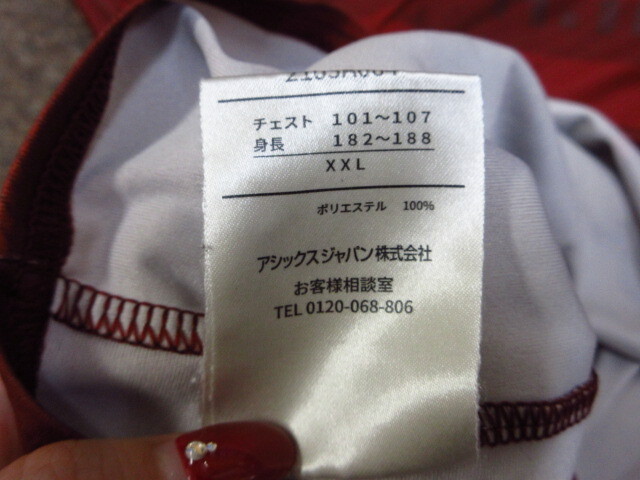 チェスト 101～107
身長 182～188
XXL
ポリエステル 100%
アシックスジャパン株式会社
お客様相談室
TEL 0120-068-806